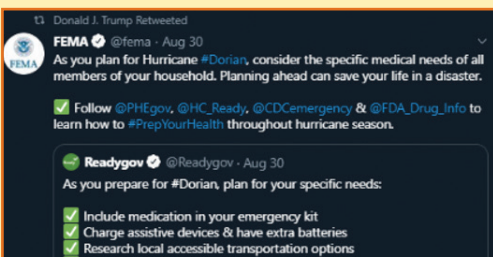 Donald J. Trump Retweeted
FEMA @fema · Aug 30
FEMA
As you plan for Hurricane #Dorian, consider the specific medical needs of all
members of your household. Planning ahead can save your life in a disaster.
✅ Follow @PHEgov, @HC_Ready, @CDCemergency & @FDA_Drug_Info to
learn how to #PrepYourHealth throughout hurricane season.
Readygov @Readygov · Aug 30
As you prepare for #Dorian, plan for your specific needs:
✅ Include medication in your emergency kit
✅ Charge assistive devices & have extra batteries
✅ Research local accessible transportation options